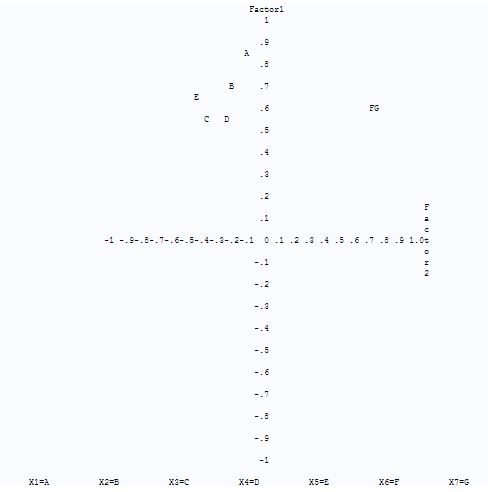 Factor1
1
.9
A
.8
B .7
E
FG
.6
C D
.5
.4
.3
.2
F
.1 a
c
-1 -.9-.8-.7-.6-.5-.4-.3-.2-.1 0 .1 .2 .3 .4 .5 .6 .7 .8 .9 1.0t
o
-.1 r
-.2 2
-.3
-.4
-.5
-.6
-.7
-.8
-.9
-1
X1=A X2=B X3=C X4=D X5=E X6=F X7=G